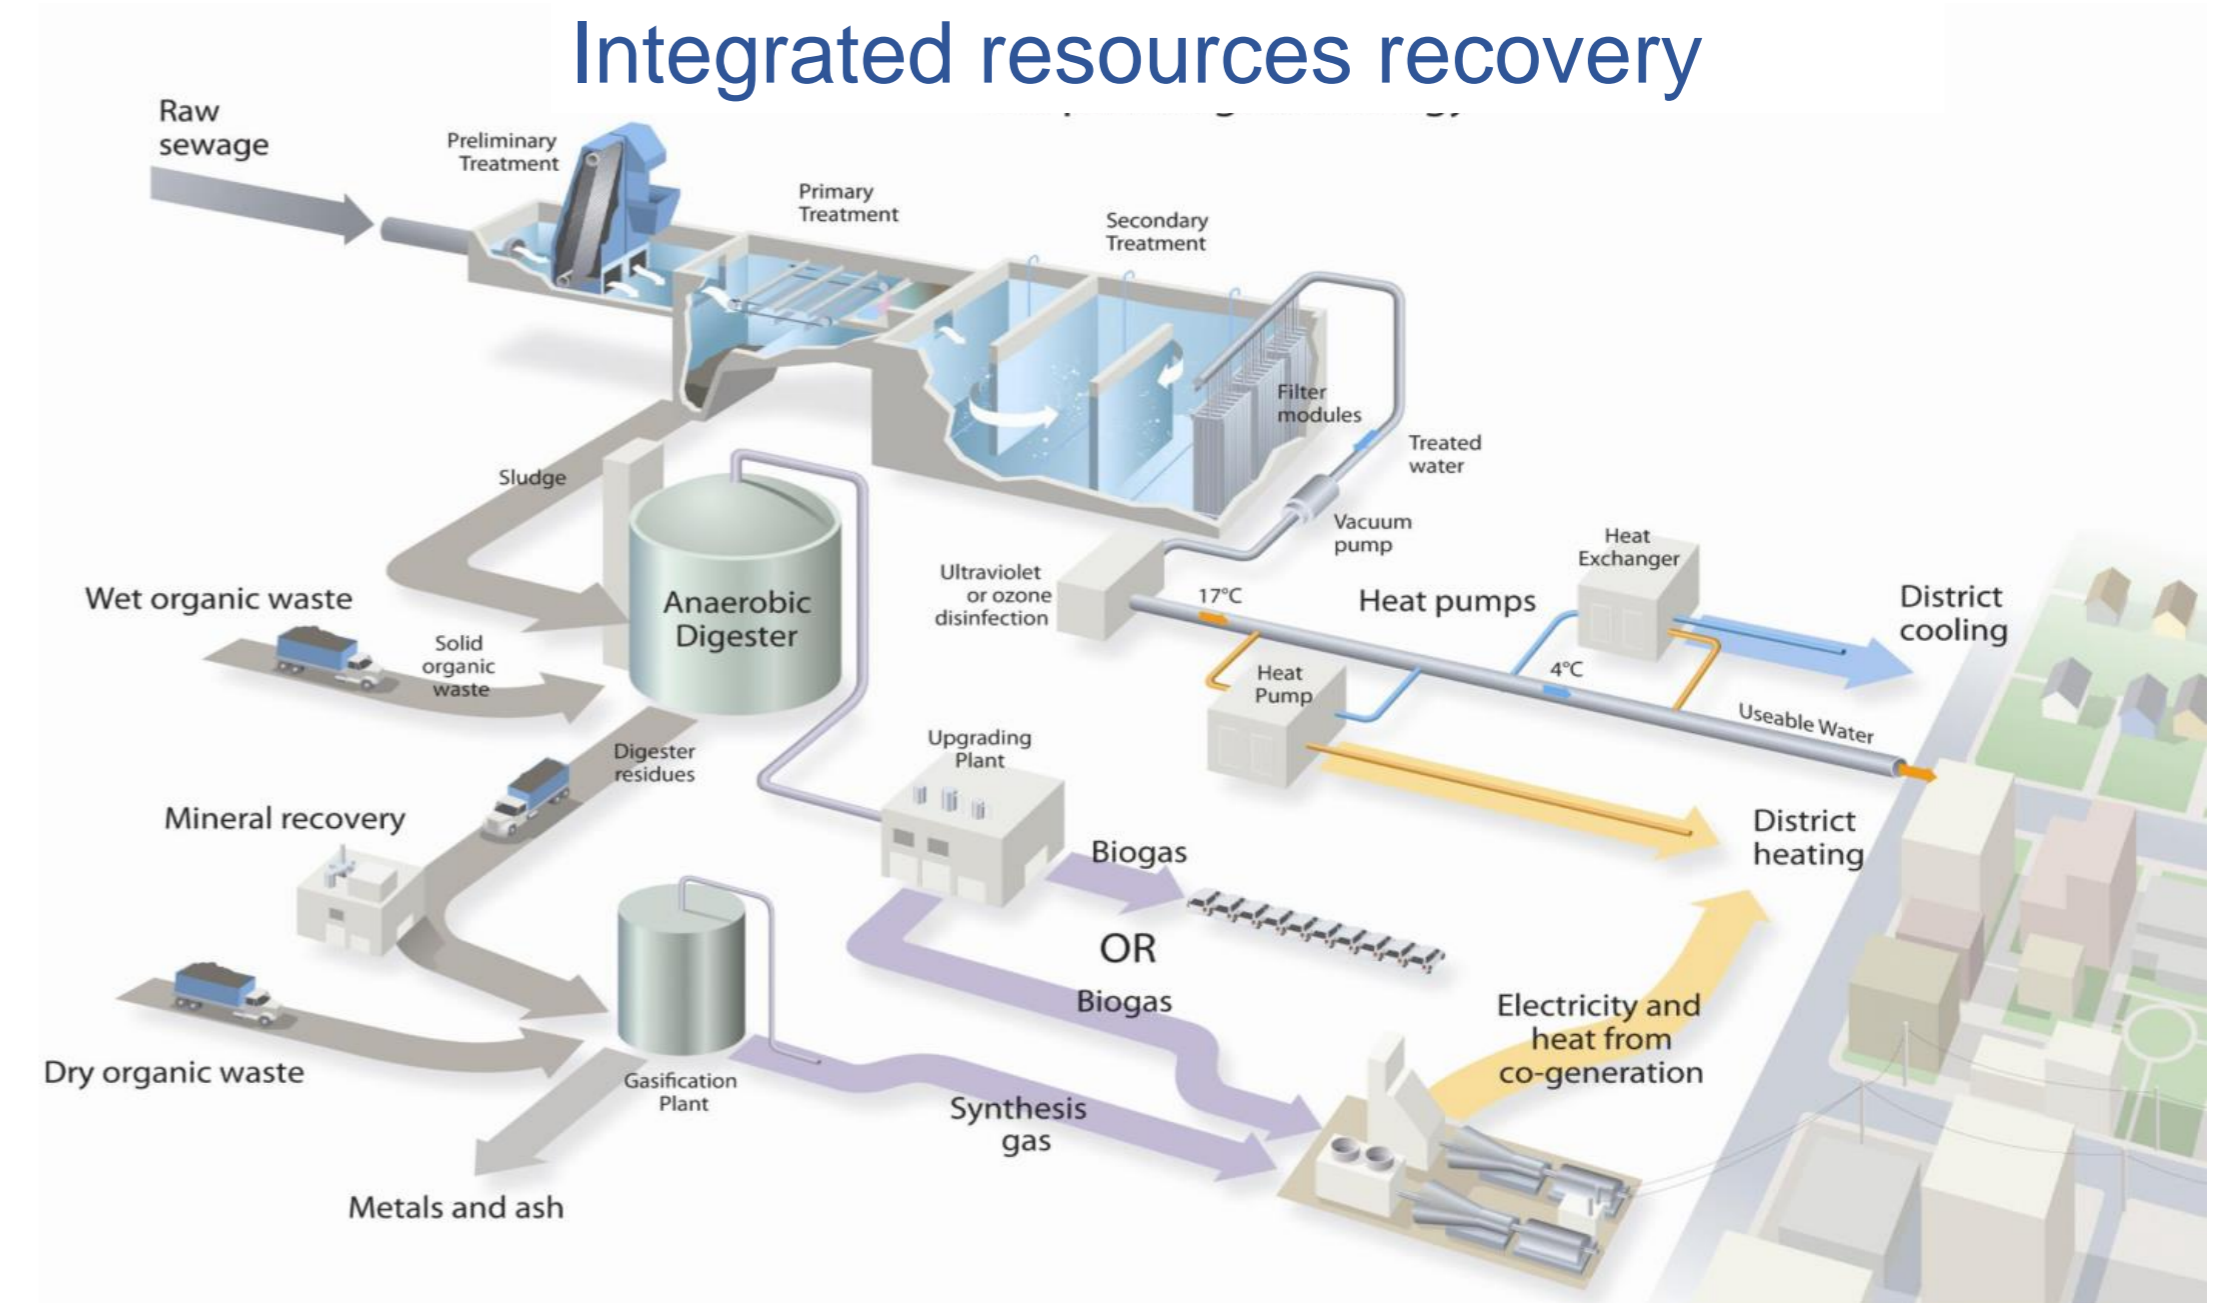 Integrated resources recovery
Raw
sewage
Preliminary
Treatment
Primary
Treatment
Secondary
Treatment
Filter
modules
Treated
water
Vacuum
pump
Sludge
Ultraviolet
or ozone
disinfection
17°C
Heat pumps
Heat
Exchanger
District
cooling
Wet organic waste
Solid
organic
waste
Anaerobic
Digester
Heat
Pump
4°C
Useable Water
Digester
residues
Upgrading
Plant
Mineral recovery
Biogas
District
heating
OR
Biogas
Electricity and
heat from
co-generation
Dry organic waste
Gasification
Plant
Synthesis
gas
Metals and ash